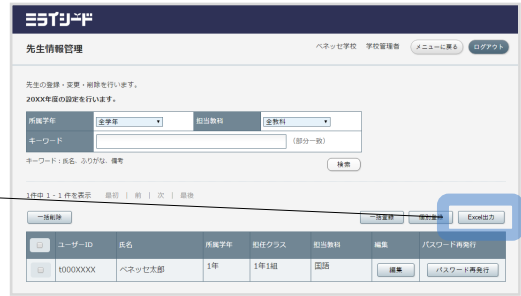 ミライシード
先生情報管理
ベネッセ学校 学校管理者 メニューに戻る ログアウト
先生の登録・変更・削除を行います。
20XX年度の設定を行います。
所属学年 全学年 担当教科 全教科
キーワード (部分一致)
キーワード：氏名、ふりがな、備考
検索
1件中 1 - 1 件を表示 最初 | 前 | 次 | 最後
一括削除 一括登録 個別登録 Excel出力
ユーザーID 氏名 所属学年 担任クラス 担当教科 編集 パスワード再発行
t000XXXX ベネッセ太郎 1年 1年1組 国語 編集 パスワード再発行